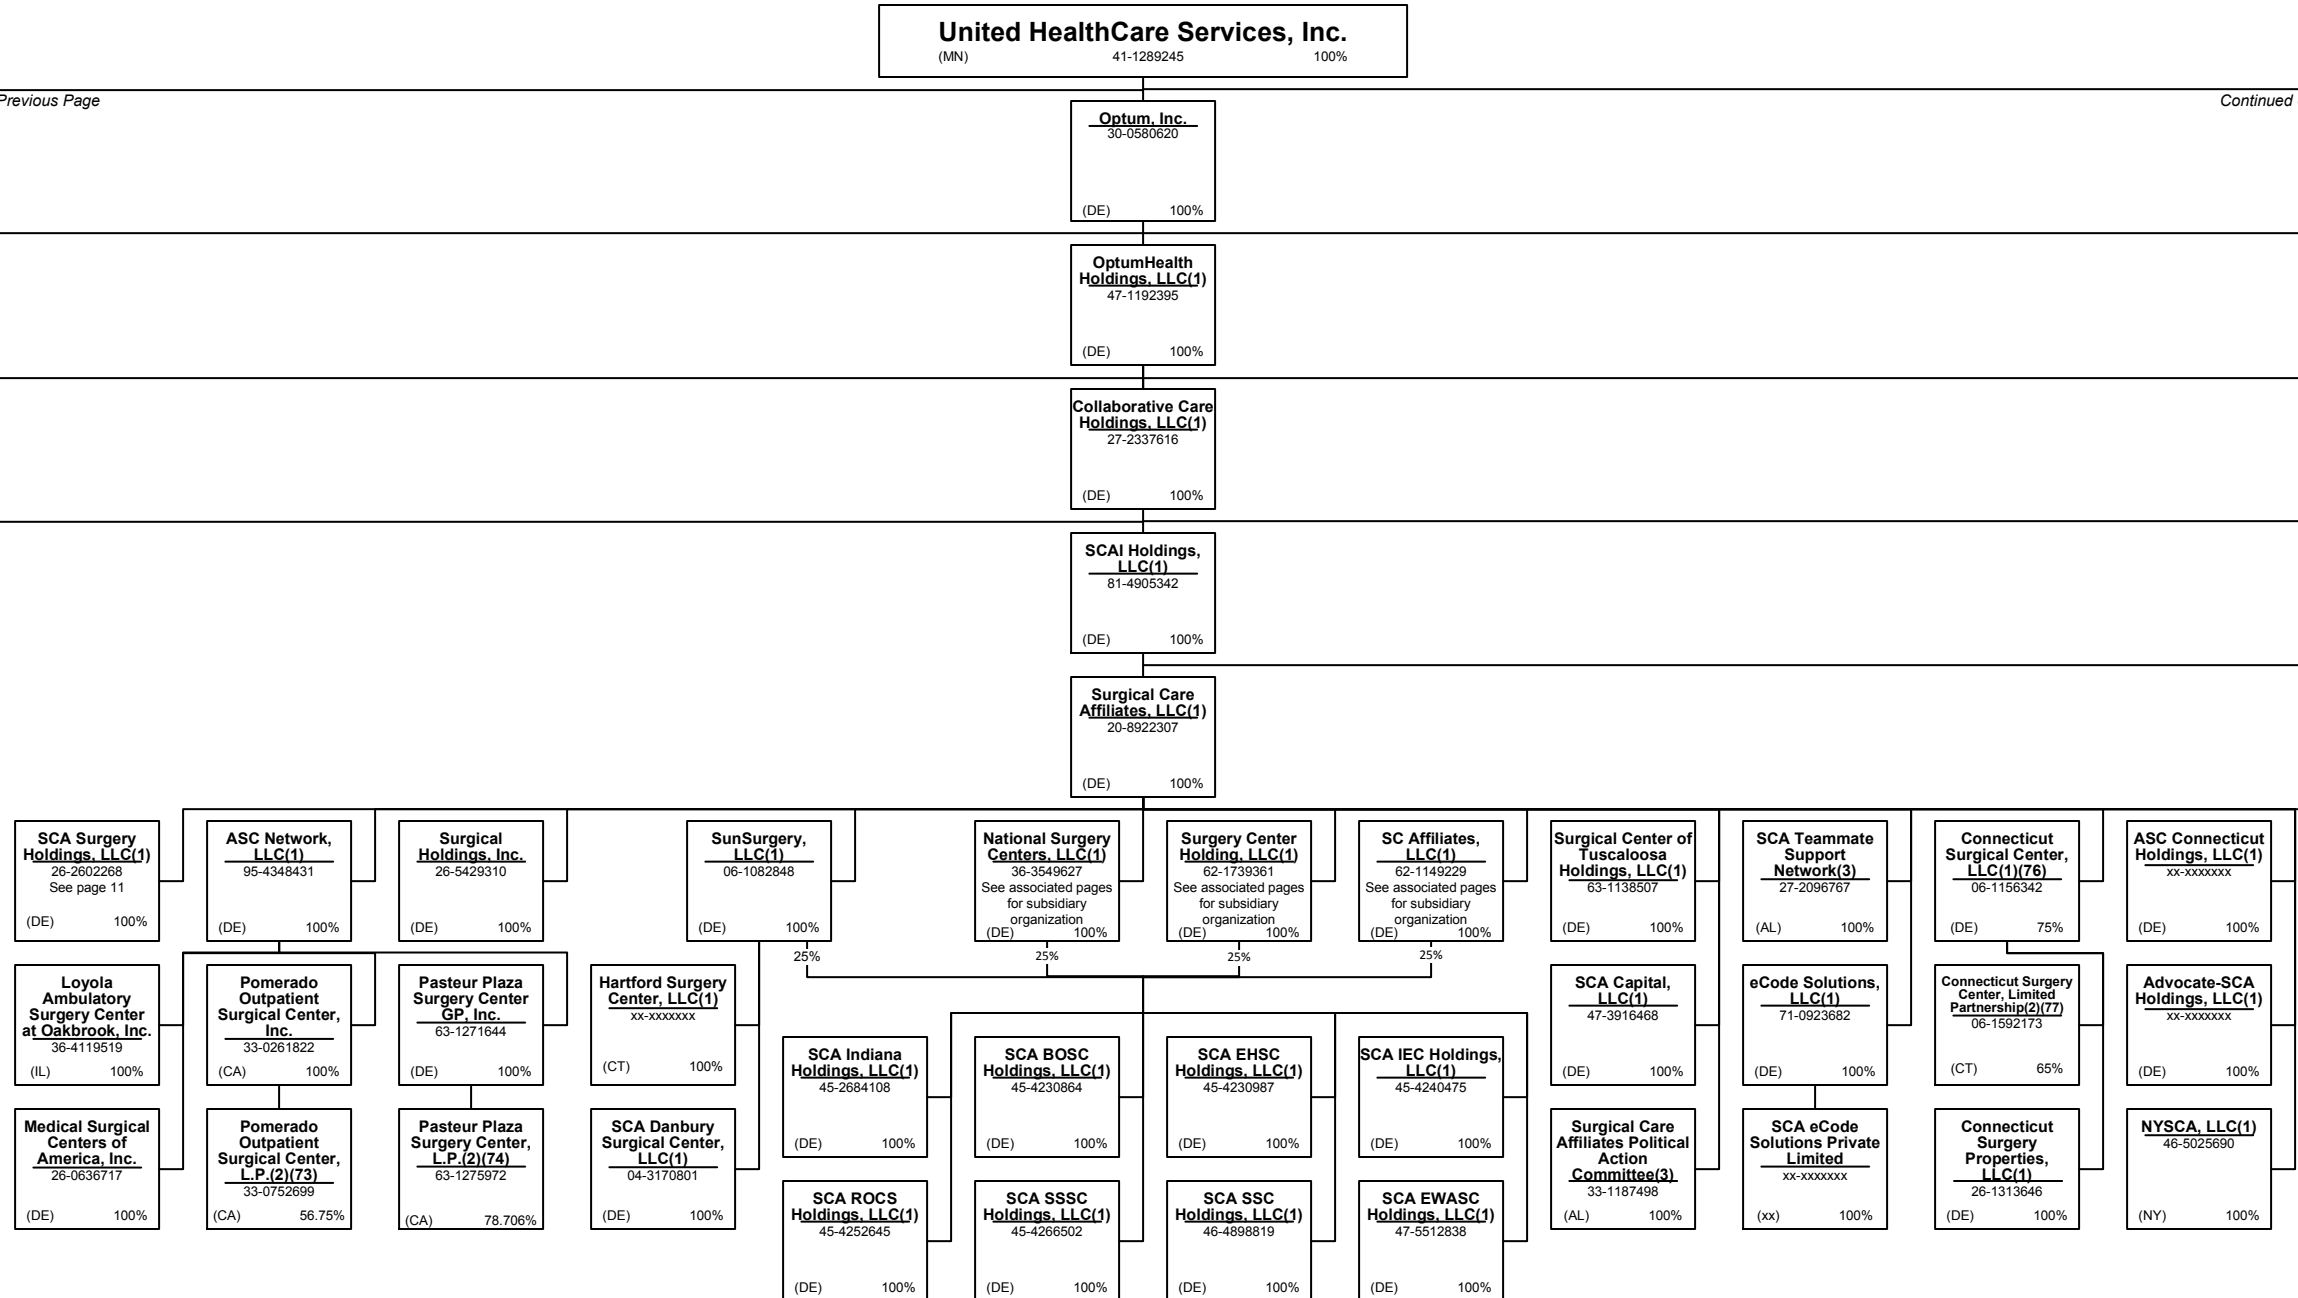 United HealthCare Services, Inc.
(MN) 41-1289245 100%
Previous Page
Continued
Optum, Inc.
30-0580620
(DE) 100%
OptumHealth
Holdings, LLC(1)
47-1192395
(DE) 100%
Collaborative Care
Holdings, LLC(1)
27-2337616
(DE) 100%
SCAI Holdings,
LLC(1)
81-4905342
(DE) 100%
Surgical Care
Affiliates, LLC(1)
20-8922307
(DE) 100%
SCA Surgery
Holdings, LLC(1)
26-2602268
See page 11
(DE) 100%
ASC Network,
LLC(1)
95-4348431
(DE) 100%
Surgical
Holdings, Inc.
26-5429310
(DE) 100%
SunSurgery,
LLC(1)
06-1082848
(DE) 100%
25%
National Surgery
Centers, LLC(1)
36-3549627
See associated pages
for subsidiary
organization
(DE) 100%
25%
Surgery Center
Holding, LLC(1)
62-1739361
See associated pages
for subsidiary
organization
(DE) 100%
25%
SC Affiliates,
LLC(1)
62-1149229
See associated pages
for subsidiary
organization
(DE) 100%
25%
Surgical Center of
Tuscaloosa
Holdings, LLC(1)
63-1138507
(DE) 100%
SCA Teammate
Support
Network(3)
27-2096767
(AL) 100%
Connecticut
Surgical Center,
LLC(1)(76)
06-1156342
(DE) 75%
ASC Connecticut
Holdings, LLC(1)
xx-xxxxxxx
(DE) 100%
Loyola
Ambulatory
Surgery Center
at Oakbrook, Inc.
36-4119519
(IL) 100%
Pomerado
Outpatient
Surgical Center,
Inc.
33-0261822
(CA) 100%
Pasteur Plaza
Surgery Center
GP, Inc.
63-1271644
(DE) 100%
Hartford Surgery
Center, LLC(1)
xx-xxxxxxx
(CT) 100%
SCA Capital,
LLC(1)
47-3916468
(DE) 100%
eCode Solutions,
LLC(1)
71-0923682
(DE) 100%
Connecticut Surgery
Center, Limited
Partnership(2)(77)
06-1592173
(CT) 65%
Advocate-SCA
Holdings, LLC(1)
xx-xxxxxxx
(DE) 100%
SCA Indiana
Holdings, LLC(1)
45-2684108
(DE) 100%
SCA BOSC
Holdings, LLC(1)
45-4230864
(DE) 100%
SCA EHSC
Holdings, LLC(1)
45-4230987
(DE) 100%
SCA IEC Holdings,
LLC(1)
45-4240475
(DE) 100%
Medical Surgical
Centers of
America, Inc.
26-0636717
(DE) 100%
Pomerado
Outpatient
Surgical Center,
L.P.(2)(73)
33-0752699
(CA) 56.75%
Pasteur Plaza
Surgery Center,
L.P.(2)(74)
63-1275972
(CA) 78.706%
SCA Danbury
Surgical Center,
LLC(1)
04-3170801
(DE) 100%
Surgical Care
Affiliates Political
Action
Committee(3)
33-1187498
(AL) 100%
SCA eCode
Solutions Private
Limited
xx-xxxxxxx
(xx) 100%
Connecticut
Surgery
Properties,
LLC(1)
26-1313646
(DE) 100%
NYSCA, LLC(1)
46-5025690
(NY) 100%
SCA ROCS
Holdings, LLC(1)
45-4252645
(DE) 100%
SCA SSSC
Holdings, LLC(1)
45-4266502
(DE) 100%
SCA SSC
Holdings, LLC(1)
46-4898819
(DE) 100%
SCA EWASC
Holdings, LLC(1)
47-5512838
(DE) 100%